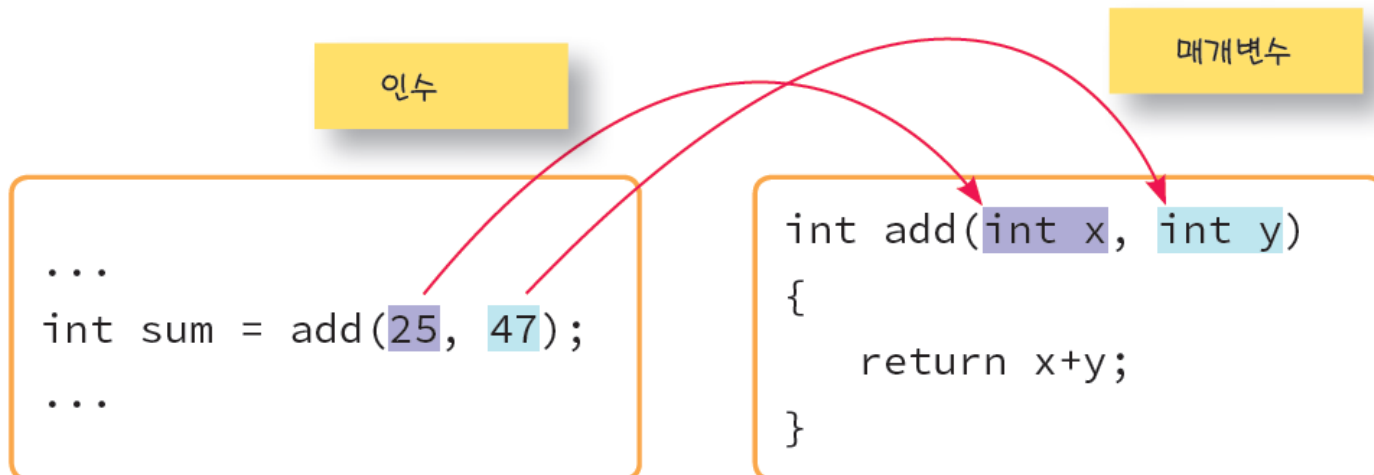 인수
매개변수
...
int sum = add(25, 47);
...
int add(int x, int y)
{
return x+y;
}